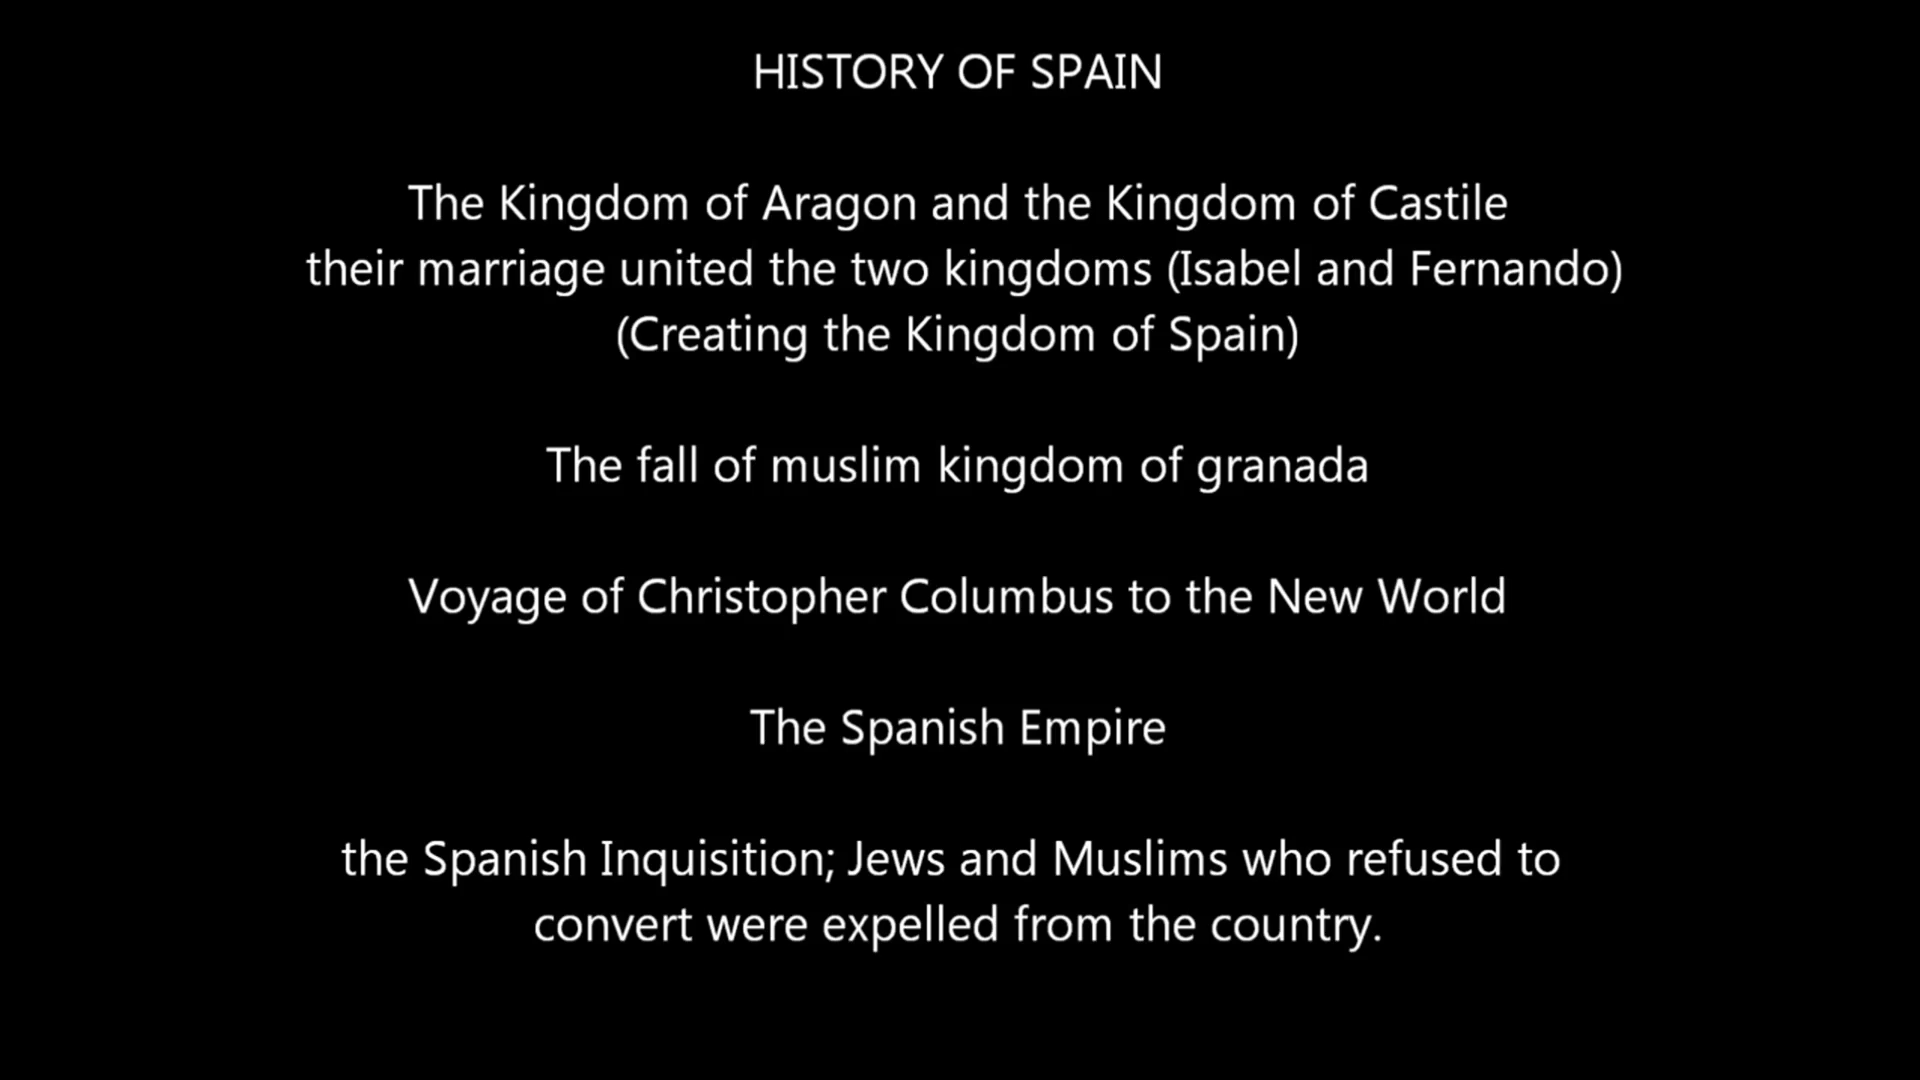 HISTORY OF SPAIN
The Kingdom of Aragon and the Kingdom of Castile
their marriage united the two kingdoms (Isabel and Fernando)
(Creating the Kingdom of Spain)
The fall of muslim kingdom of granada
Voyage of Christopher Columbus to the New World
The Spanish Empire
the Spanish Inquisition; Jews and Muslims who refused to
convert were expelled from the country.